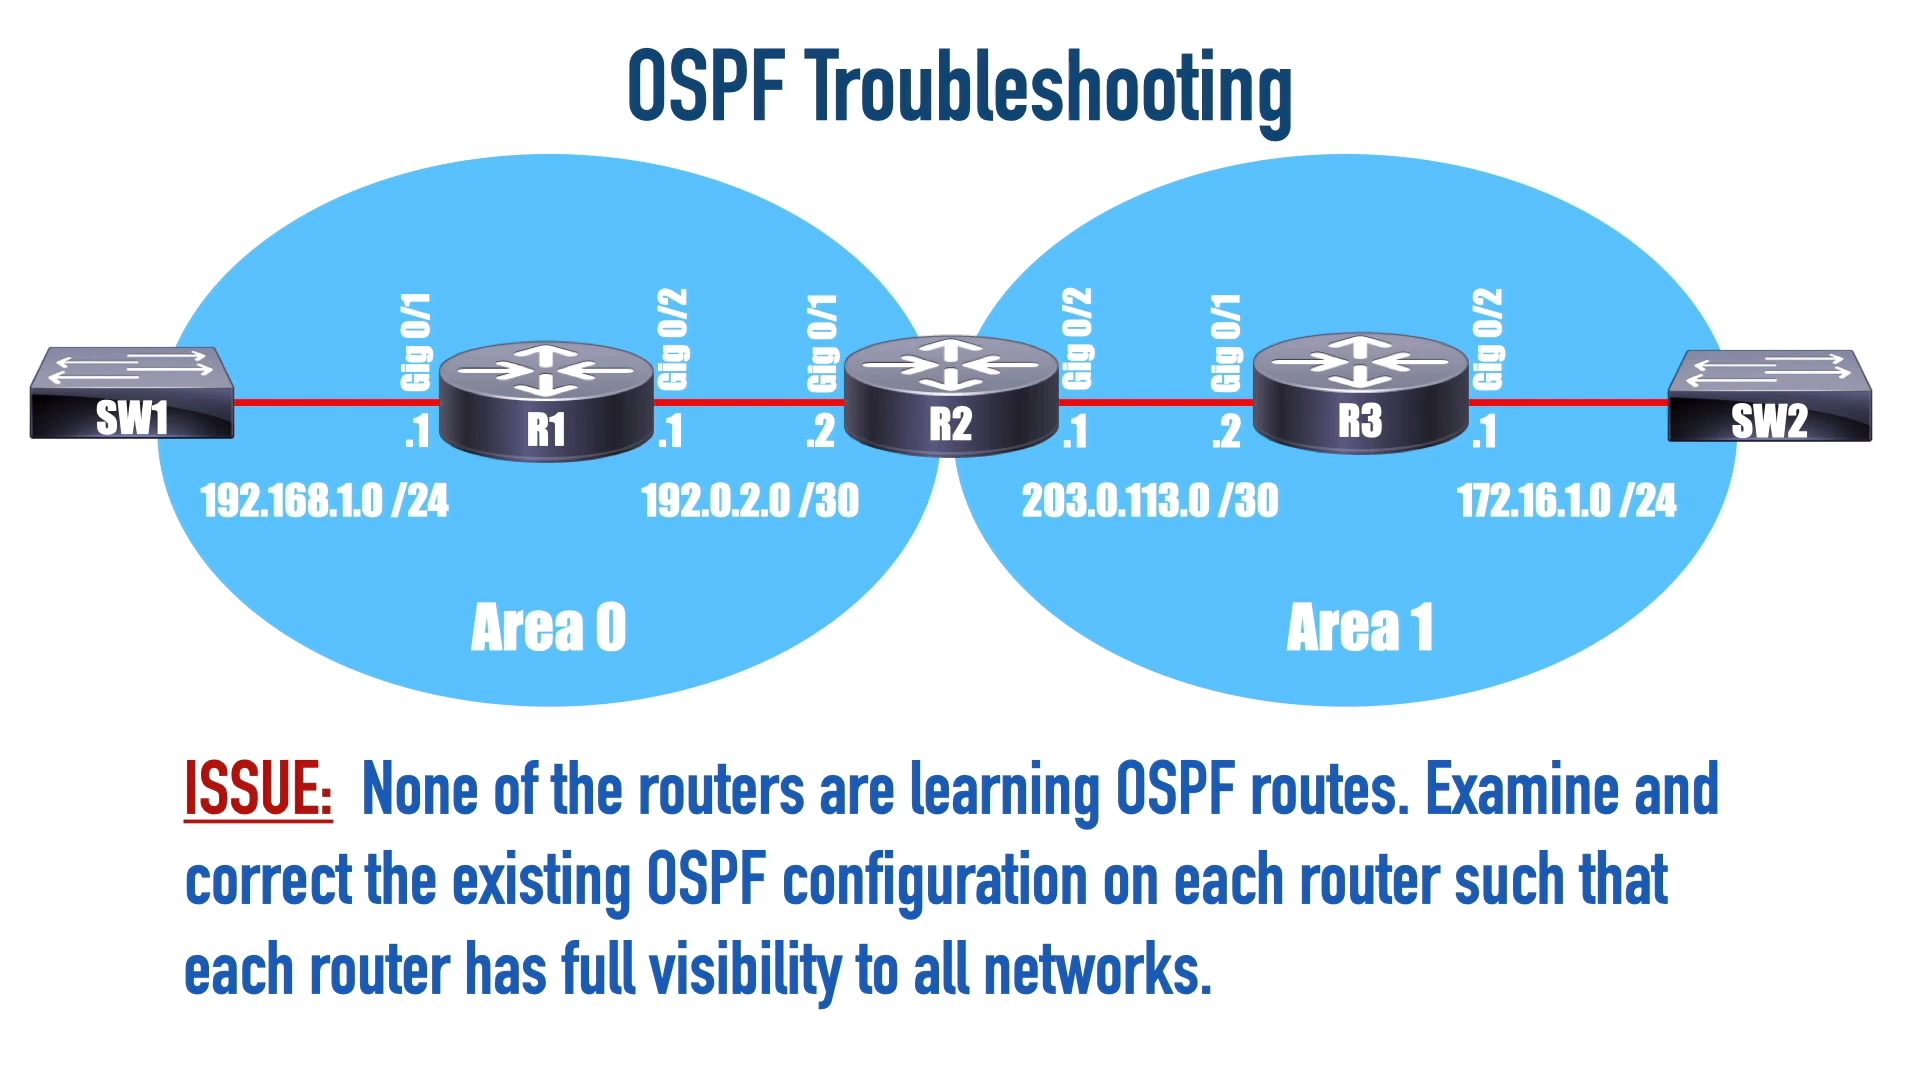 OSPF Troubleshooting
Gig 0/1
Gig 0/2
Gig 0/1
Gig 0/2
Gig 0/1
Gig 0/2
SW1
.1
R1
.1
.2
R2
.1
.2
R3
.1
SW2
192.168.1.0 /24
192.0.2.0 /30
203.0.113.0 /30
172.16.1.0 /24
Area 0
Area 1
ISSUE: None of the routers are learning OSPF routes. Examine and
correct the existing OSPF configuration on each router such that
each router has full visibility to all networks.